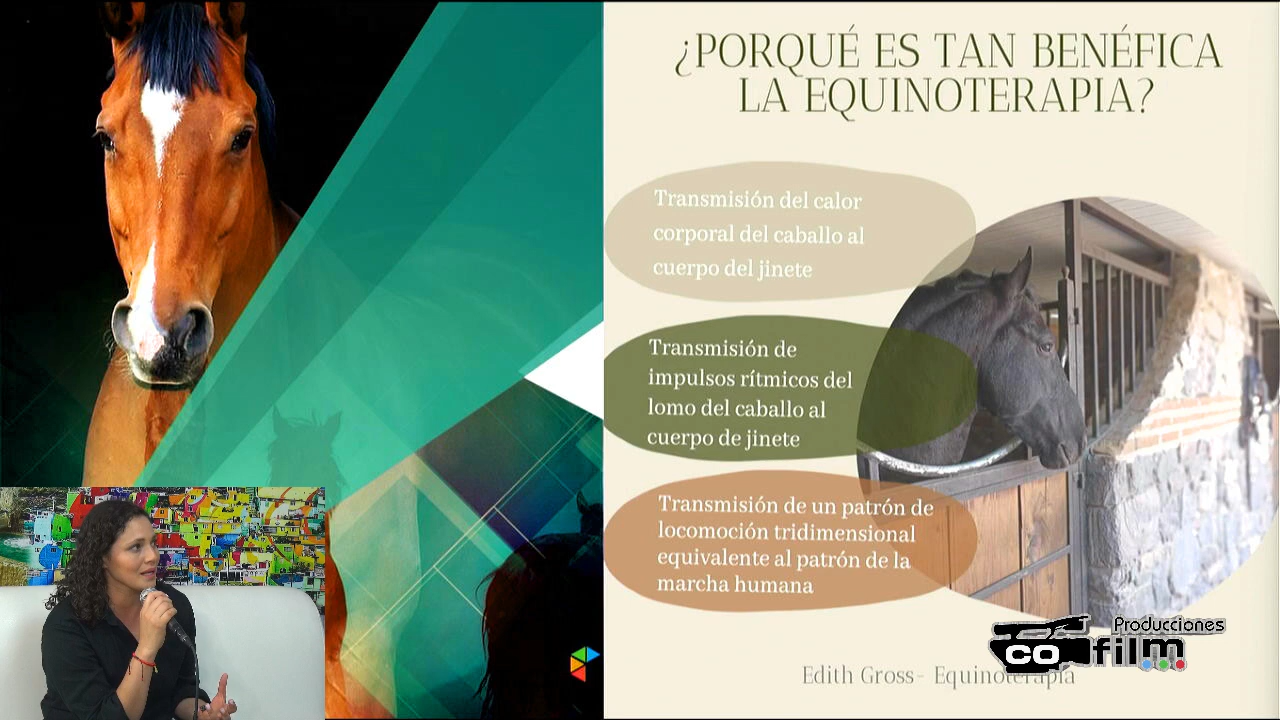 ¿PORQUÉ ES TAN BENÉFICA
LA EQUINOTERAPIA?
Transmisión del calor
corporal del caballo al
cuerpo del jinete
Transmisión de
impulsos rítmicos del
lomo del caballo al
cuerpo de jinete
Transmisión de un patrón de
locomoción tridimensional
equivalente al patrón de la
marcha humana
Producciones
Edith Gross- Equinoterapia